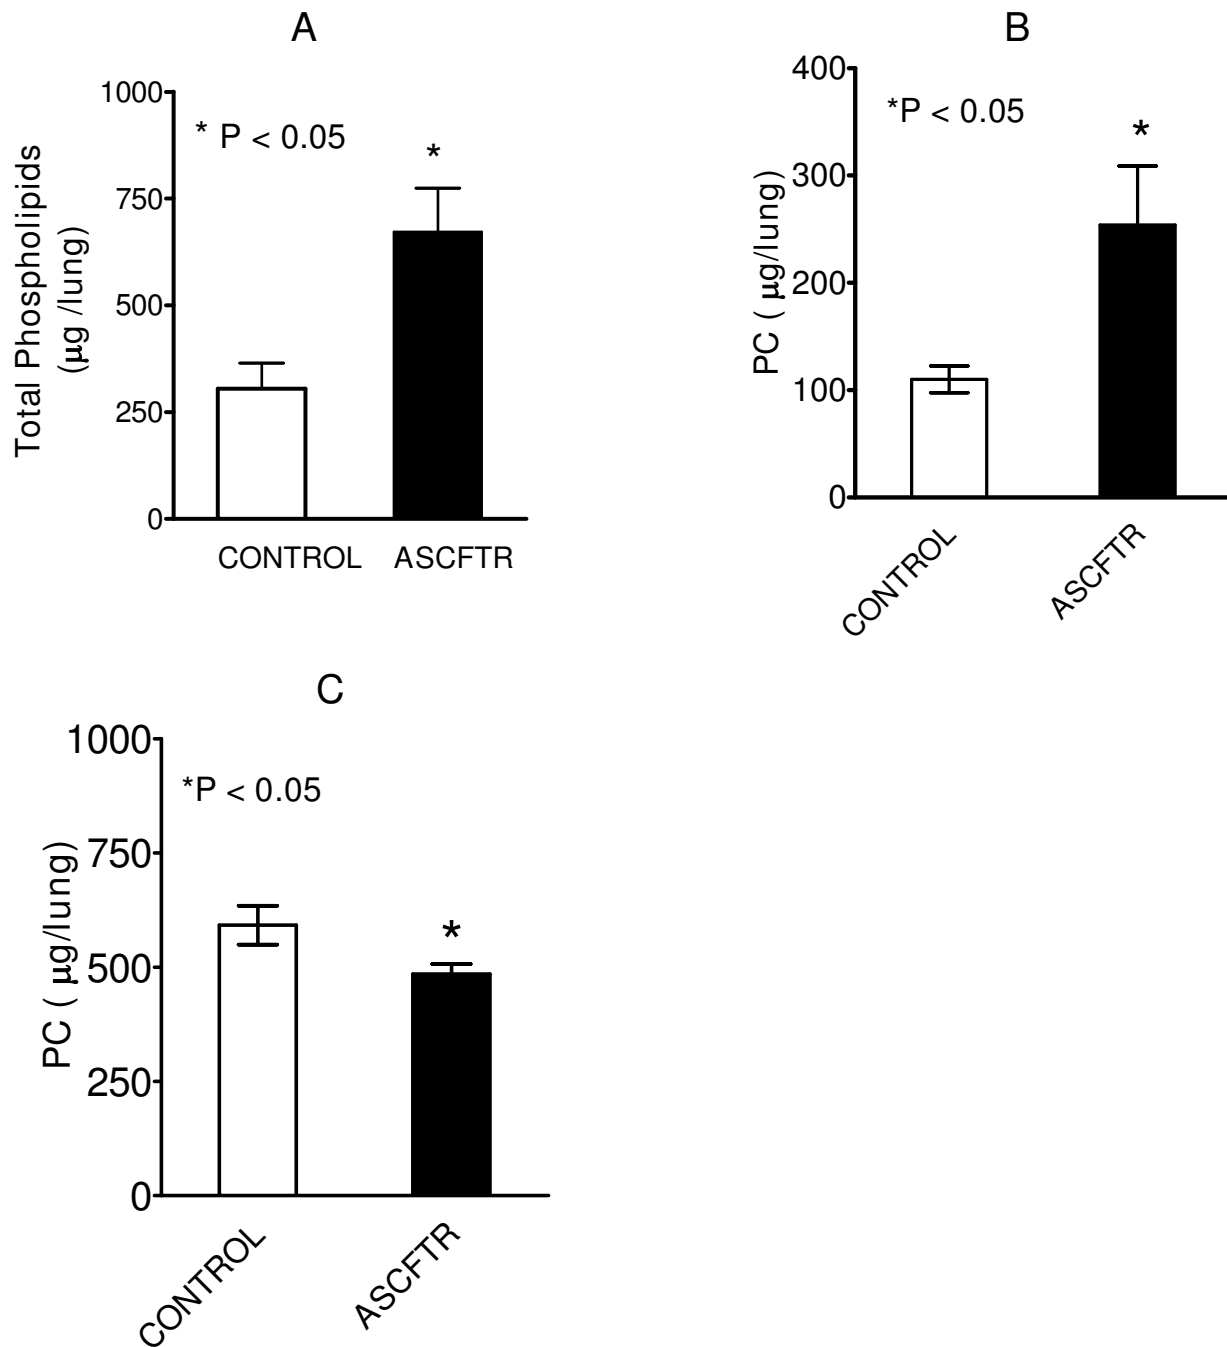 A
Total Phospholipids
(μg /lung)
1000
750
500
250
0
* P < 0.05
*
CONTROL ASCFTR
B
PC ( μg/lung)
400
300
200
100
0
*P < 0.05
*
CONTROL
ASCFTR
C
PC ( μg/lung)
1000
750
500
250
0
*P < 0.05
*
CONTROL
ASCFTR